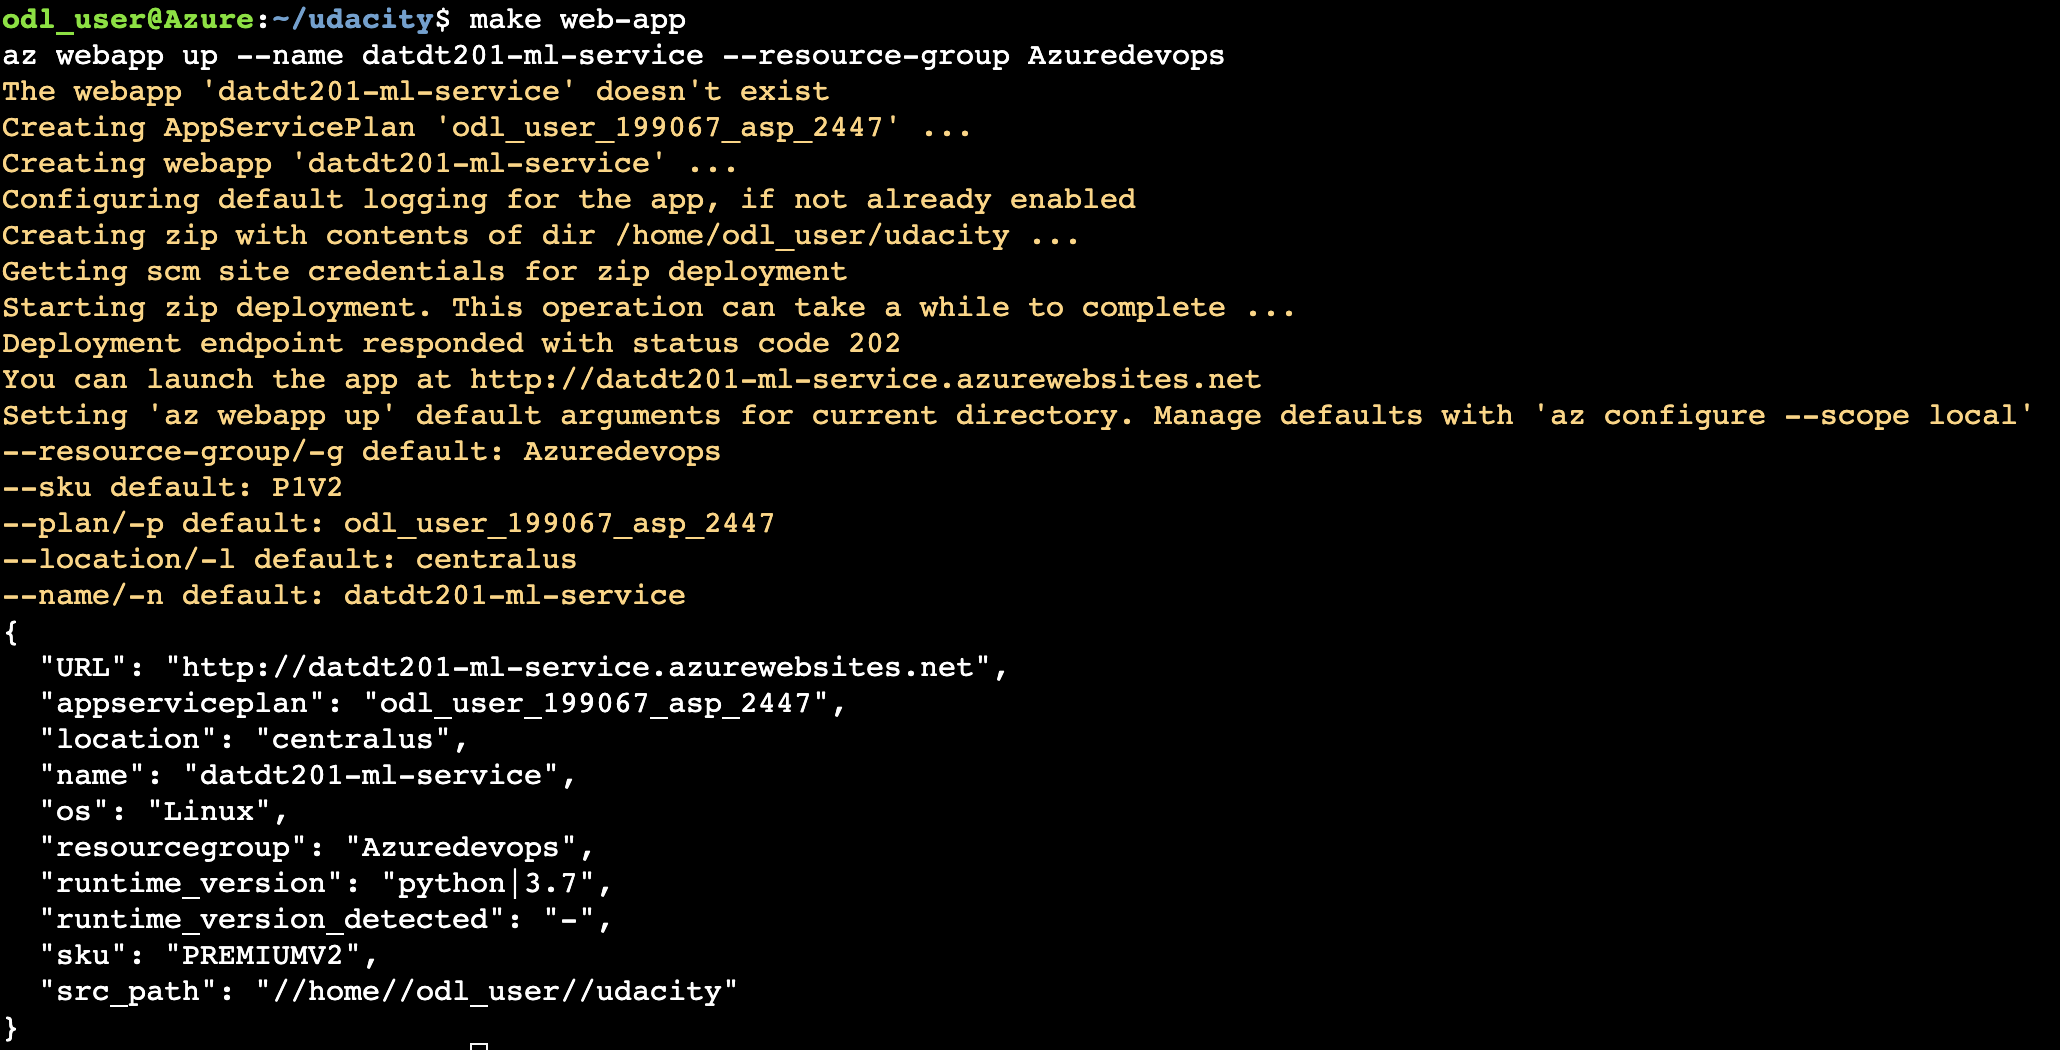 odl_user@Azure:~/udacity$ make web-app
az webapp up --name datdt201-ml-service --resource-group Azuredevops
The webapp 'datdt201-ml-service' doesn't exist
Creating AppServicePlan 'odl_user_199067_asp_2447' ...
Creating webapp 'datdt201-ml-service' ...
Configuring default logging for the app, if not already enabled
Creating zip with contents of dir /home/odl_user/udacity ...
Getting scm site credentials for zip deployment
Starting zip deployment. This operation can take a while to complete ...
Deployment endpoint responded with status code 202
You can launch the app at http://datdt201-ml-service.azurewebsites.net
Setting 'az webapp up' default arguments for current directory. Manage defaults with 'az configure --scope local'
--resource-group/-g default: Azuredevops
--sku default: P1V2
--plan/-p default: odl_user_199067_asp_2447
--location/-l default: centralus
--name/-n default: datdt201-ml-service
{
  "URL": "http://datdt201-ml-service.azurewebsites.net",
  "appserviceplan": "odl_user_199067_asp_2447",
  "location": "centralus",
  "name": "datdt201-ml-service",
  "os": "Linux",
  "resourcegroup": "Azuredevops",
  "runtime_version": "python|3.7",
  "runtime_version_detected": "-",
  "sku": "PREMIUMV2",
  "src_path": "//home//odl_user//udacity"
}